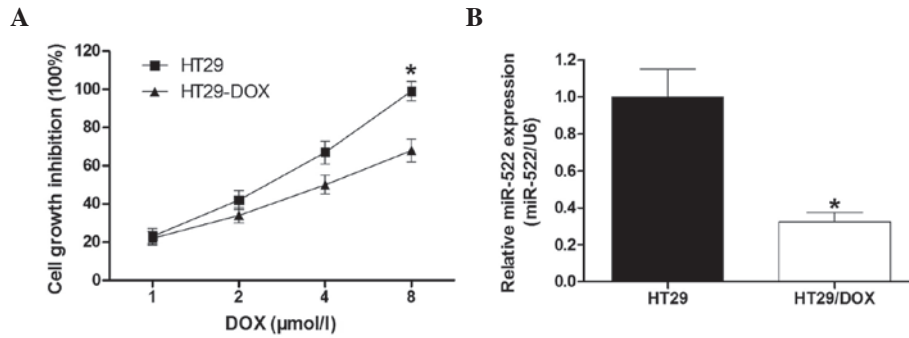 A
Cell growth inhibition (100%)
120
100
80
60
40
20
0
HT29
HT29-DOX
*
1 2 4 8
DOX (µmol/l)
B
Relative miR-522 expression
(miR-522/U6)
1.2
1.0
0.8
0.6
0.4
0.2
0.0
*
HT29 HT29/DOX